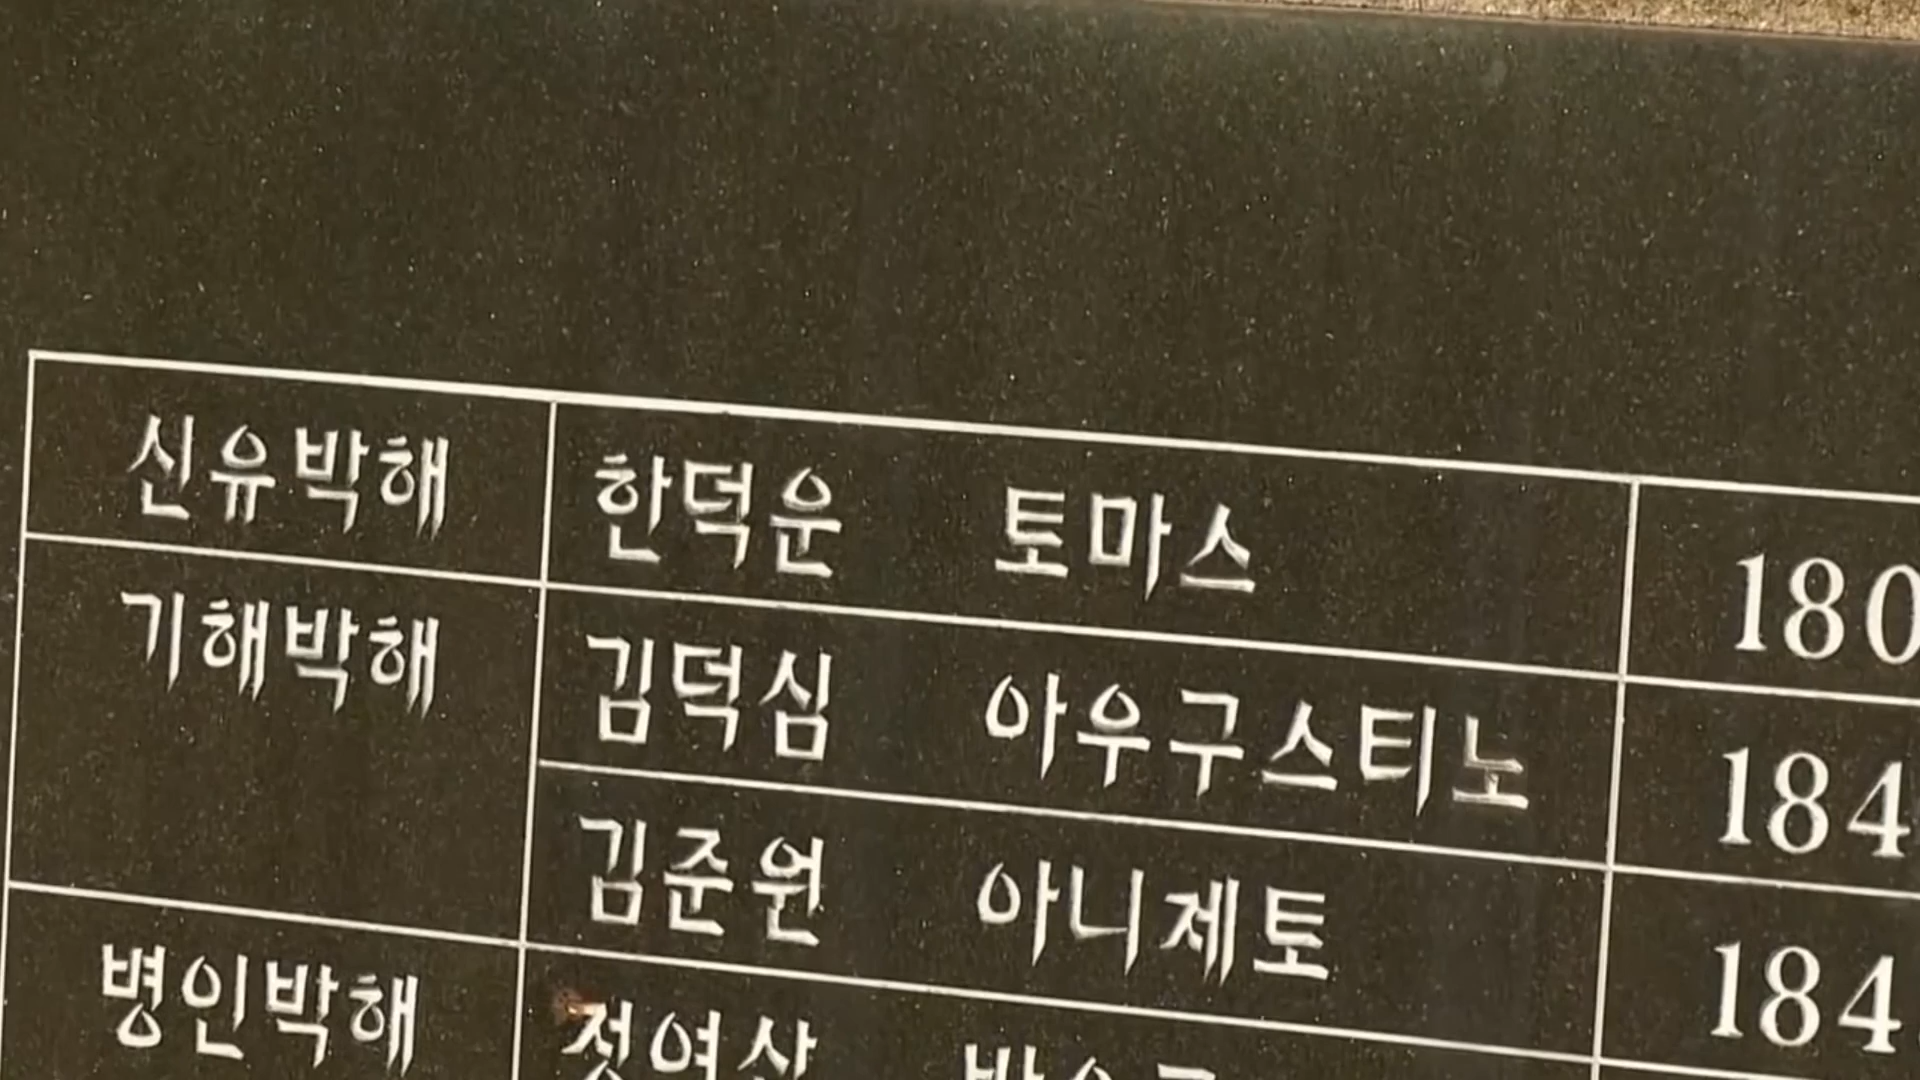 신유박해 한덕운 토마스 180
기해박해 김덕심 아우구스티노 184
김준원 아니제토 184
병인박해